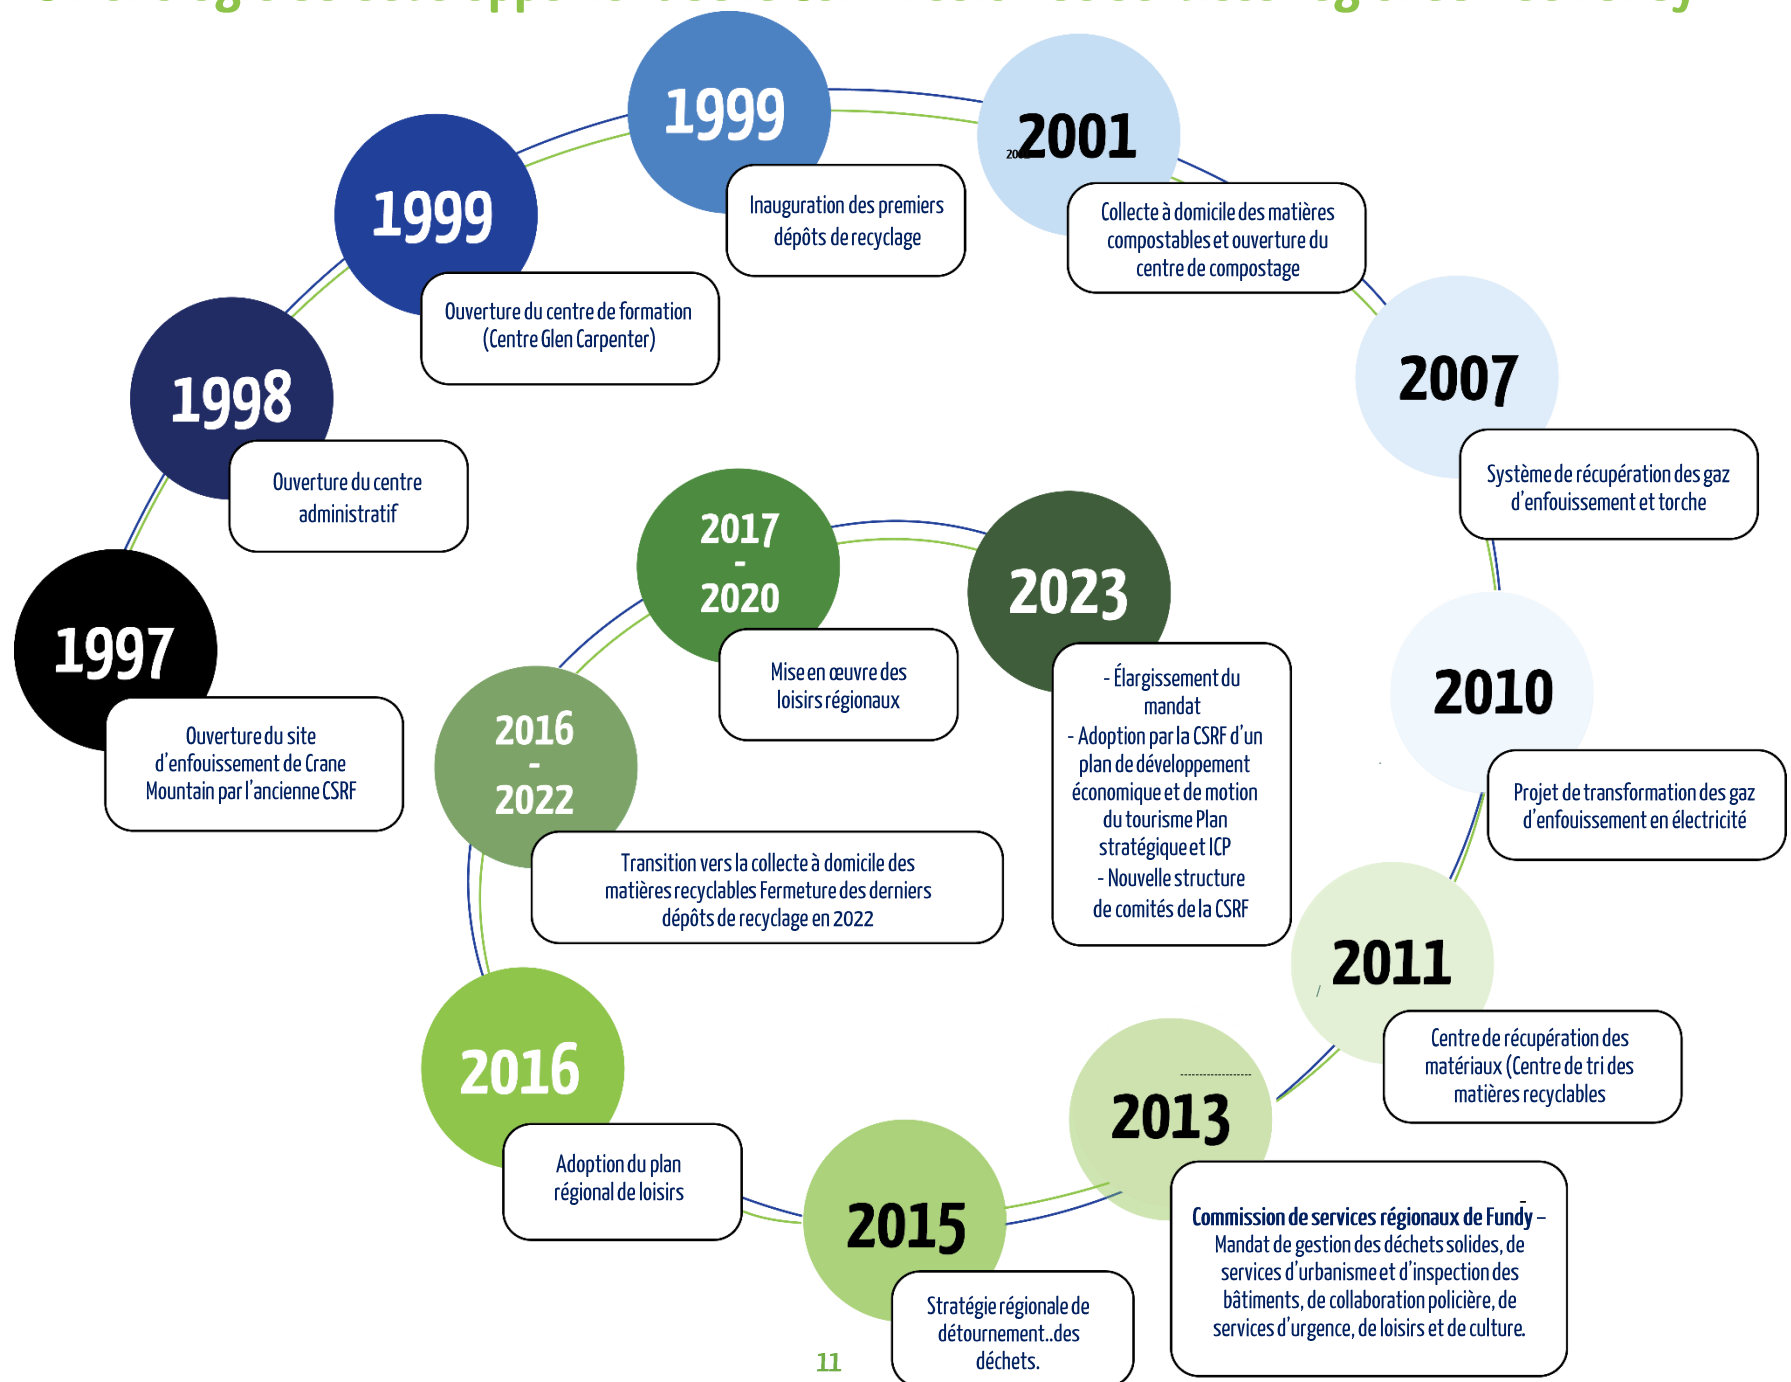 1997
Ouverture du site
d'enfouissement de Crane
Mountain par l'ancienne CSRF
1998
Ouverture du centre
administratif
1999
Ouverture du centre de formation
(Centre Glen Carpenter)
1999
Inauguration des premiers
dépôts de recyclage
2001
Collecte à domicile des matières
compostables et ouverture du
centre de compostage
2007
Système de récupération des gaz
d'enfouissement et torche
2010
Projet de transformation des gaz
d'enfouissement en électricité
2011
Centre de récupération des
matériaux (Centre de tri des
matières recyclables
2013
Commission de services régionaux de Fundy –
Mandat de gestion des déchets solides, de
services d'urbanisme et d'inspection des
bâtiments, de collaboration policière, de
services d'urgence, de loisirs et de culture.
2015
Stratégie régionale de
détournement..des
déchets.
2016
Adoption du plan
régional de loisirs
2016
-
2022
Transition vers la collecte à domicile des
matières recyclables Fermeture des derniers
dépôts de recyclage en 2022
2017
-
2020
Mise en œuvre des
loisirs régionaux
2023
- Élargissement du
mandat
- Adoption par la CSRF d'un
plan de développement
économique et de motion
du tourisme Plan
stratégique et ICP
- Nouvelle structure
de comités de la CSRF
11